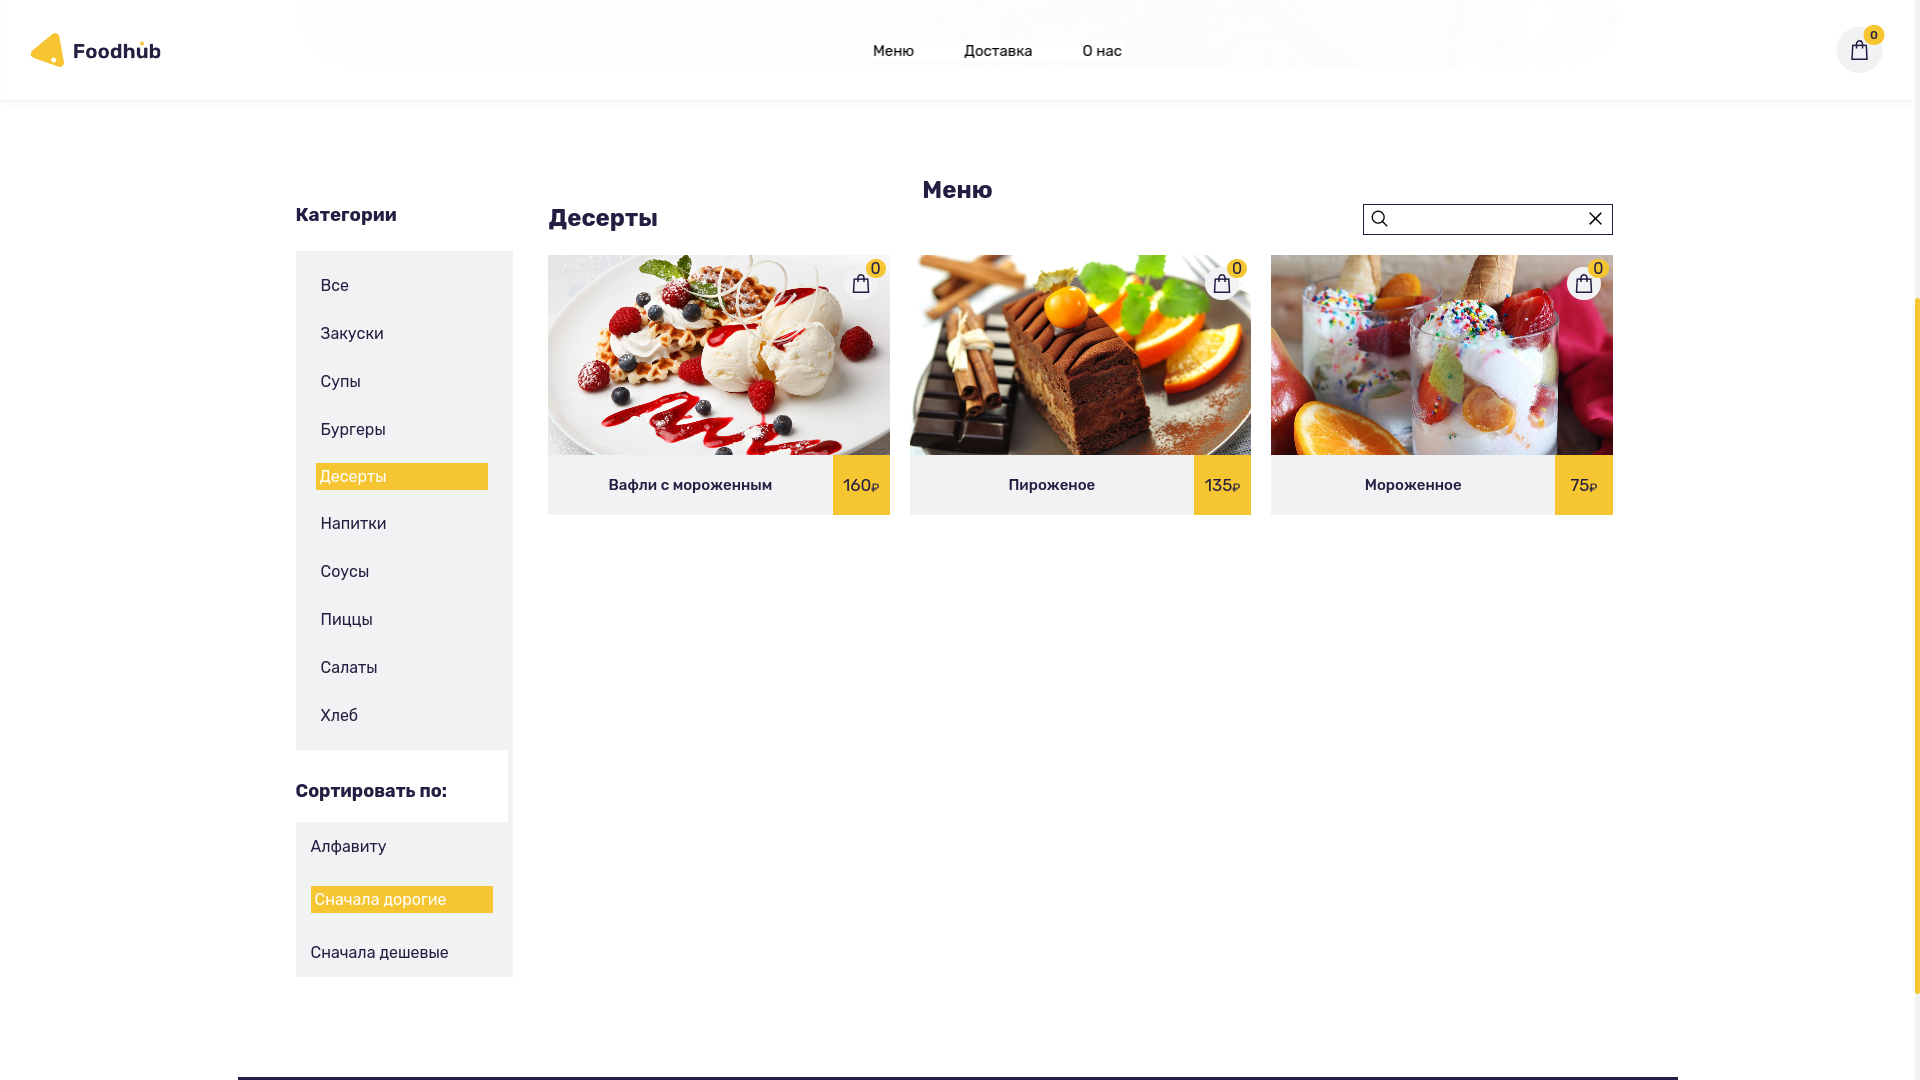 Foodhub
Меню
Доставка
О нас
0
Меню
Категории
Все
Закуски
Супы
Бургеры
Десерты
Напитки
Соусы
Пиццы
Салаты
Хлеб
Сортировать по:
Алфавиту
Сначала дорогие
Сначала дешевые
Десерты
0
Вафли с мороженным
160₽
0
Пироженое
135₽
0
Мороженное
75₽